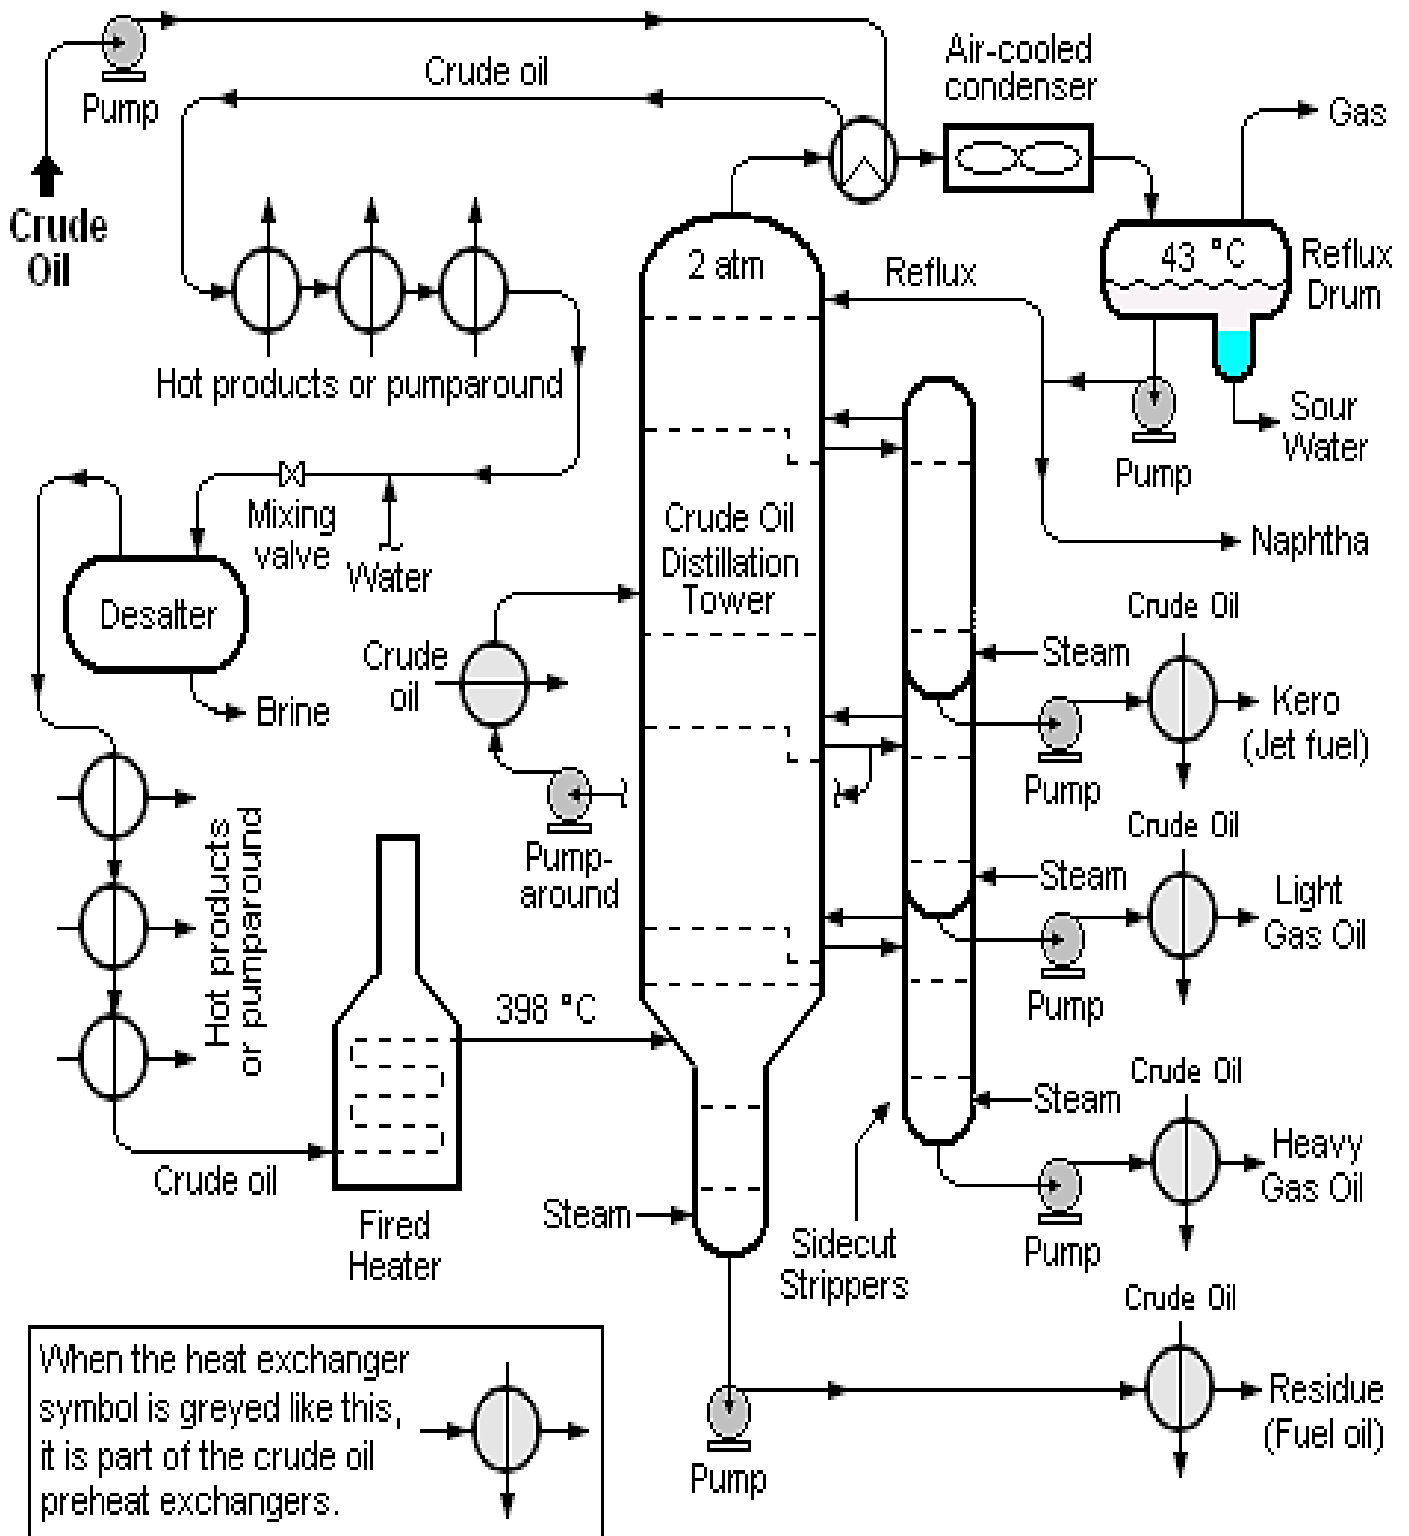 Pump
Crude oil
Air-cooled
condenser
Gas
Crude
Oil
2 atm
Reflux
43 °C
Reflux
Drum
Hot products or pumparound
Sour
Water
Pump
Mixing
valve
Water
Crude Oil
Distillation
Tower
Naphtha
Desalter
Brine
Crude
oil
Crude Oil
Steam
Kero
(Jet fuel)
Pump
Pump-
around
Hot products
or pumparound
Crude Oil
Steam
Light
Gas Oil
Pump
398 °C
Crude Oil
Steam
Heavy
Gas Oil
Pump
Crude oil
Fired
Heater
Steam
Sidecut
Strippers
Crude Oil
Residue
(Fuel oil)
Pump
When the heat exchanger
symbol is greyed like this,
it is part of the crude oil
preheat exchangers.